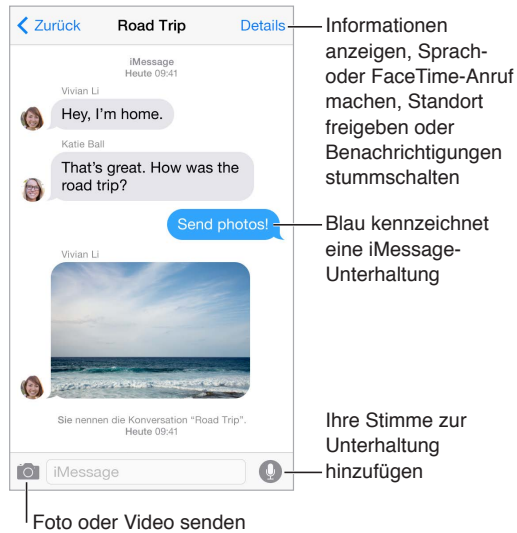 Zurück Road Trip Details
iMessage
Heute 09:41
Vivian Li
Hey, I’m home.
Katie Ball
That’s great. How was the
road trip?
Send photos!
Vivian Li
Sie nennen die Konversation “Road Trip”.
Heute 09:41
iMessage
Informationen
anzeigen, Sprach-
oder FaceTime-Anruf
machen, Standort
freigeben oder
Benachrichtigungen
stummschalten
Blau kennzeichnet
eine iMessage-
Unterhaltung
Ihre Stimme zur
Unterhaltung
hinzufügen
Foto oder Video senden